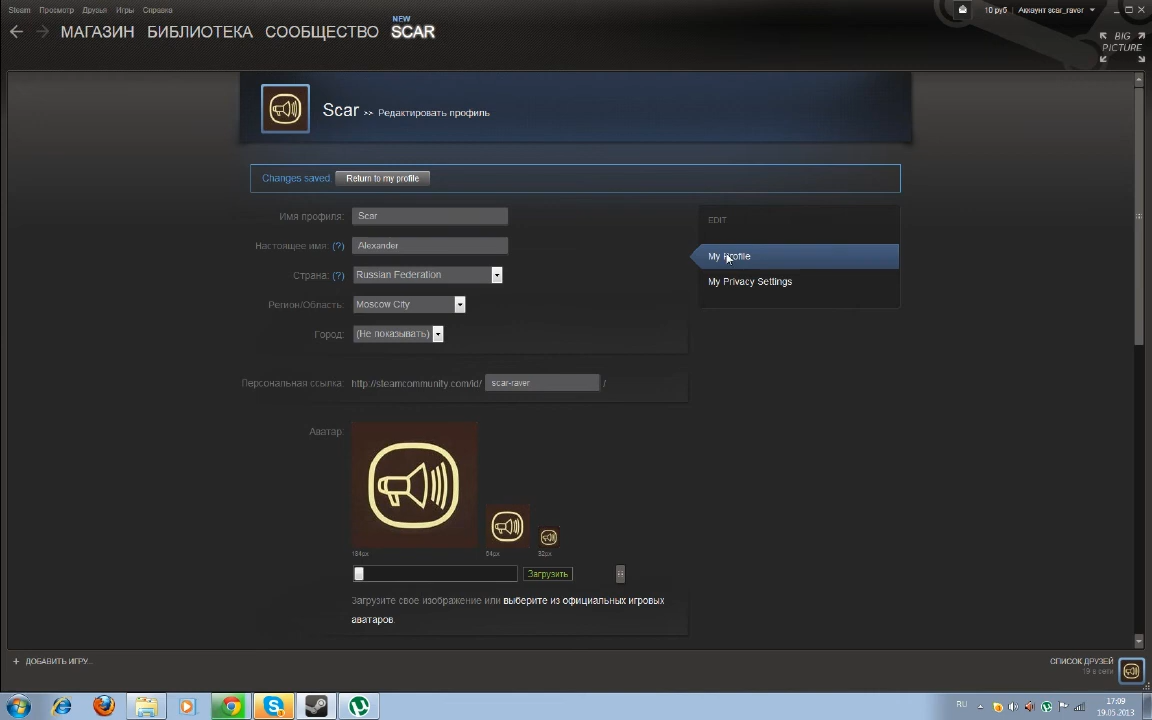 Steam Просмотр Друзья Игры Справка
10 руб Аккаунт scar_raver
NEW
МАГАЗИН БИБЛИОТЕКА СООБЩЕСТВО SCAR
BIG PICTURE
Scar >> Редактировать профиль
Changes saved Return to my profile
Имя профиля: Scar
EDIT
Настоящее имя: (?) Alexander
My Profile
Страна: (?) Russian Federation
My Privacy Settings
Регион/Область: Moscow City
Город: (Не показывать)
Персональная ссылка: http://steamcommunity.com/id/ scar-raver /
Аватар:
184px 64px 32px
Загрузить
Загрузите свое изображение или выберите из официальных игровых
аватаров.
+ ДОБАВИТЬ ИГРУ...
СПИСОК ДРУЗЕЙ
19 в сети
RU 17:09
19.05.2013